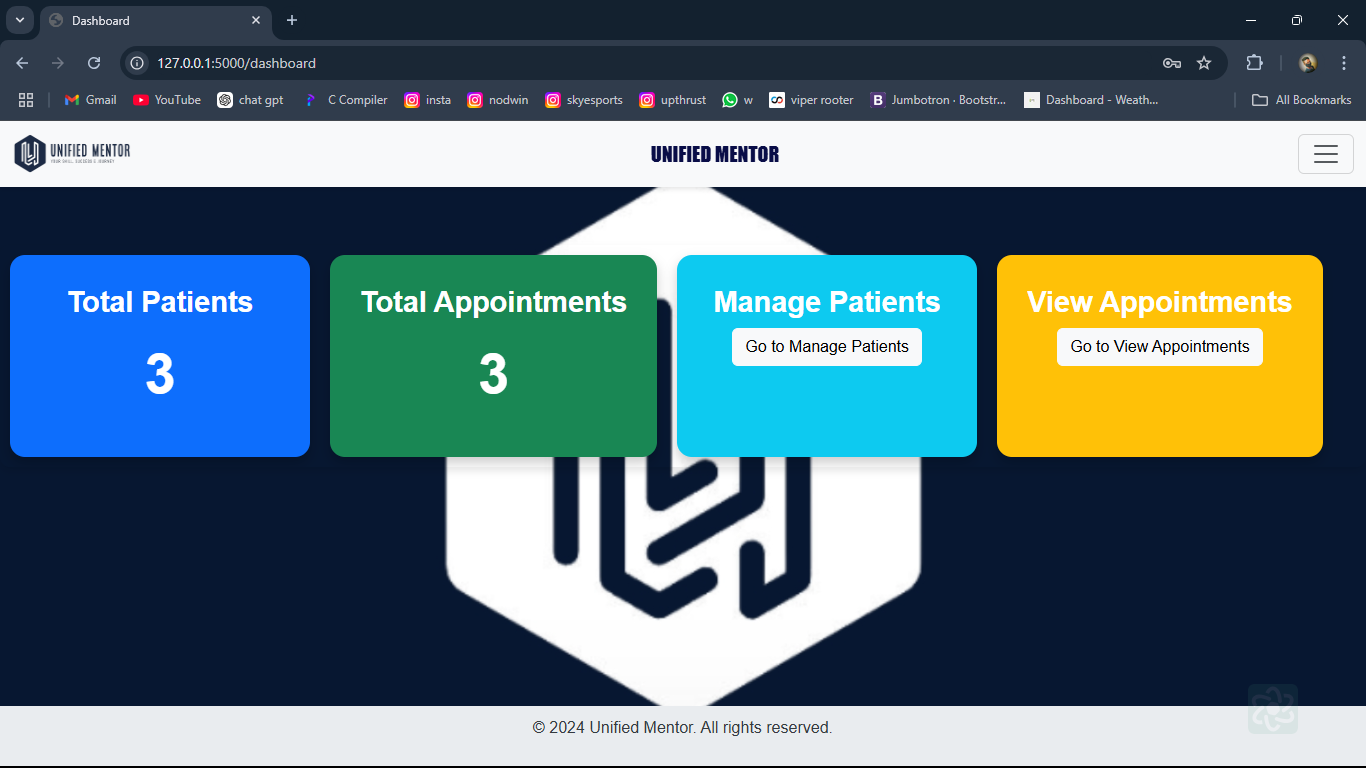 Dashboard
127.0.0.1:5000/dashboard
Gmail
YouTube
chat gpt
C Compiler
insta
nodwin
skyesports
upthrust
w
viper rooter
Jumbotron · Bootstr...
Dashboard - Weath...
All Bookmarks
UNIFIED MENTOR
YOUR SKILL, SUCCESS'S JOURNEY
UNIFIED MENTOR
Total Patients
3
Total Appointments
3
Manage Patients
Go to Manage Patients
View Appointments
Go to View Appointments
© 2024 Unified Mentor. All rights reserved.